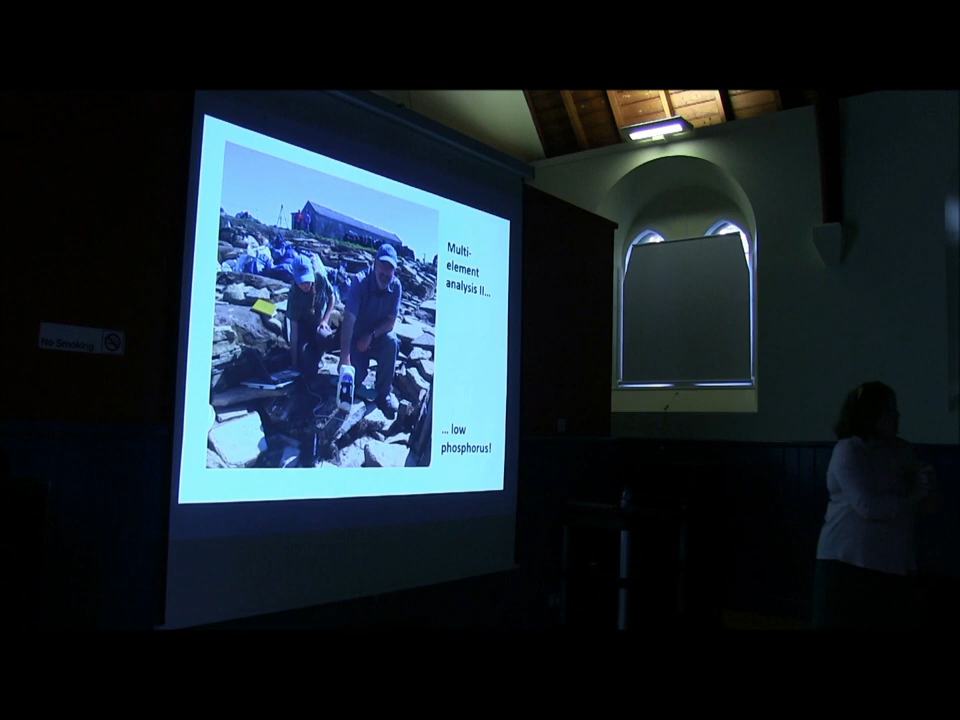 Multi-
element
analysis II...
... low
phosphorus!
No Smoking